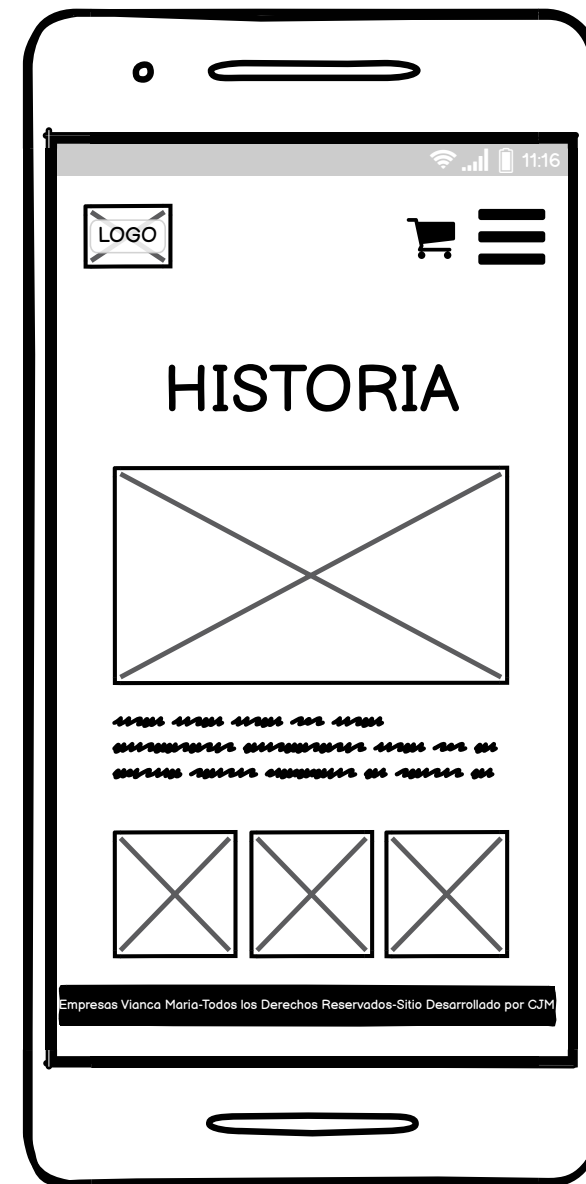 11:16
LOGO
HISTORIA
Empresas Vianca Maria-Todos los Derechos Reservados-Sitio Desarrollado por CJM